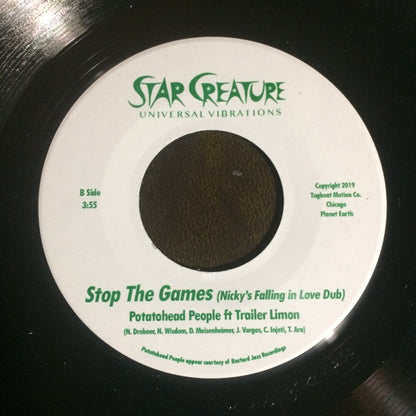 STAR CREATURE
UNIVERSAL VIBRATIONS
B Side
3:55
Copyright 2019
Tugboat Motion Co.
Chicago
Planet Earth
Stop The Games (Nicky's Falling in Love Dub)
Potatohead People ft Trailer Limon
(N. Drobner, N. Wisdom, D. Meisenheimer, J. Vargas, C. Injeti, T. Ara)
Potatohead People appear courtesy of Bastard Jazz Recordings